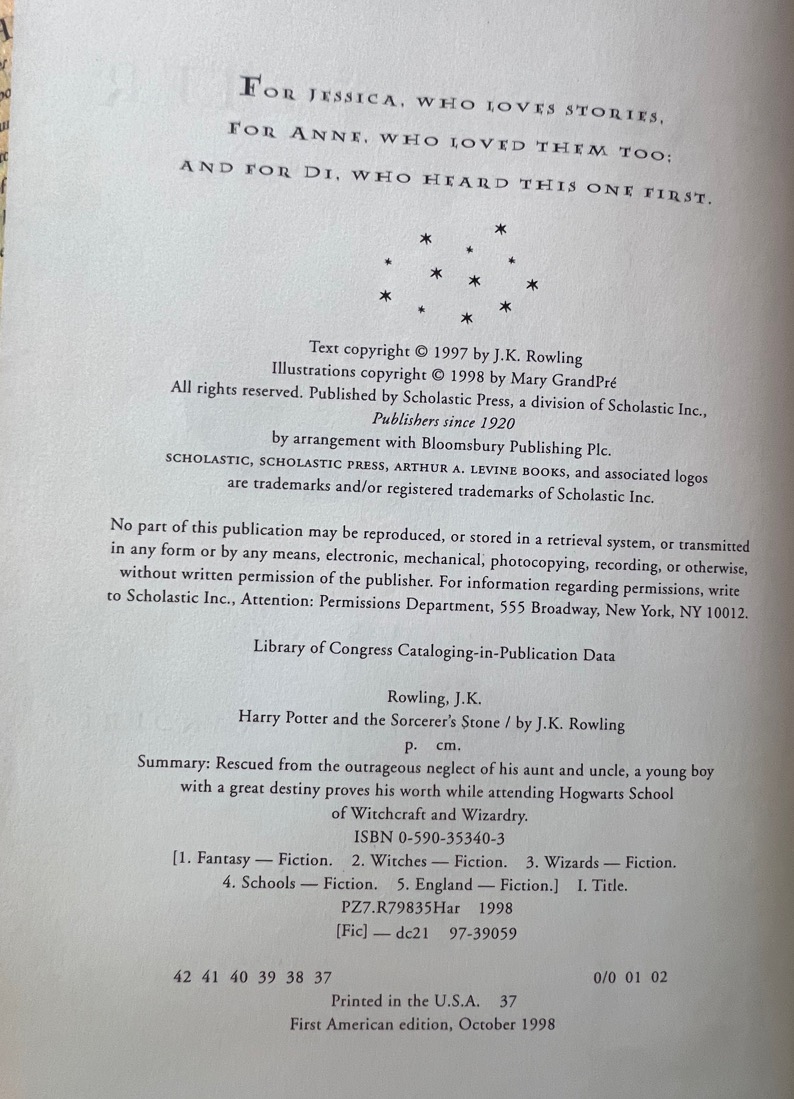 FOR JESSICA, WHO LOVES STORIES,
FOR ANNE, WHO LOVED THEM TOO;
AND FOR DI, WHO HEARD THIS ONE FIRST.
Text copyright © 1997 by J.K. Rowling
Illustrations copyright © 1998 by Mary GrandPré
All rights reserved. Published by Scholastic Press, a division of Scholastic Inc.,
Publishers since 1920
by arrangement with Bloomsbury Publishing Plc.
SCHOLASTIC, SCHOLASTIC PRESS, ARTHUR A. LEVINE BOOKS, and associated logos
are trademarks and/or registered trademarks of Scholastic Inc.
No part of this publication may be reproduced, or stored in a retrieval system, or transmitted
in any form or by any means, electronic, mechanical, photocopying, recording, or otherwise,
without written permission of the publisher. For information regarding permissions, write
to Scholastic Inc., Attention: Permissions Department, 555 Broadway, New York, NY 10012.
Library of Congress Cataloging-in-Publication Data
Rowling, J.K.
Harry Potter and the Sorcerer's Stone / by J.K. Rowling
p. cm.
Summary: Rescued from the outrageous neglect of his aunt and uncle, a young boy
with a great destiny proves his worth while attending Hogwarts School
of Witchcraft and Wizardry.
ISBN 0-590-35340-3
[1. Fantasy — Fiction. 2. Witches — Fiction. 3. Wizards — Fiction.
4. Schools — Fiction. 5. England — Fiction.] I. Title.
PZ7.R79835Har 1998
[Fic] — dc21 97-39059
42 41 40 39 38 37 0/0 01 02
Printed in the U.S.A. 37
First American edition, October 1998